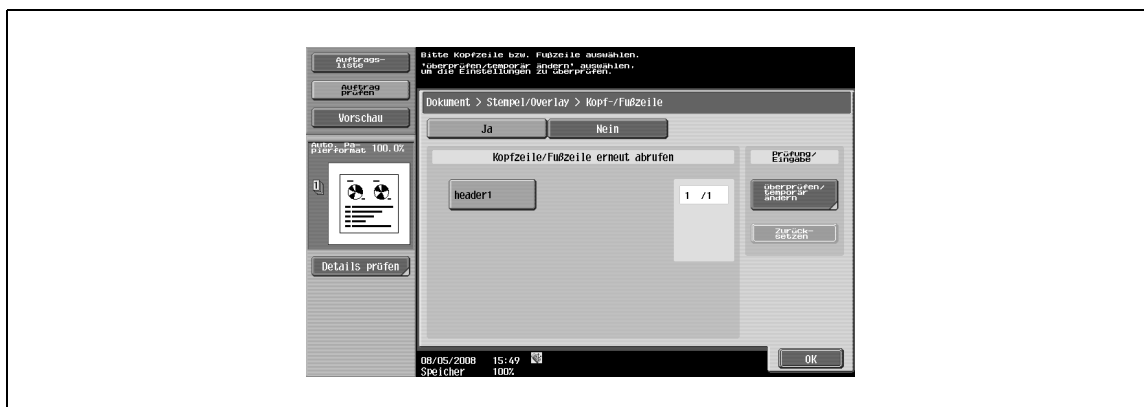 Auftrags-
liste
Auftrag
prüfen
Vorschau
Auto. Pa-
pierformat 100.0%
Details prüfen
Bitte Kopfzeile bzw. Fußzeile auswählen.
'überprüfen/temporär ändern' auswählen.
um die Einstellungen zu überprüfen.
Dokument > Stempel/Overlay > Kopf-/Fußzeile
Ja
Nein
Kopfzeile/Fußzeile erneut abrufen
header1
1 /1
Prüfung/
Eingabe
überprüfen/
temporär
ändern
Zurück-
setzen
08/05/2008 15:49
Speicher 100%
OK